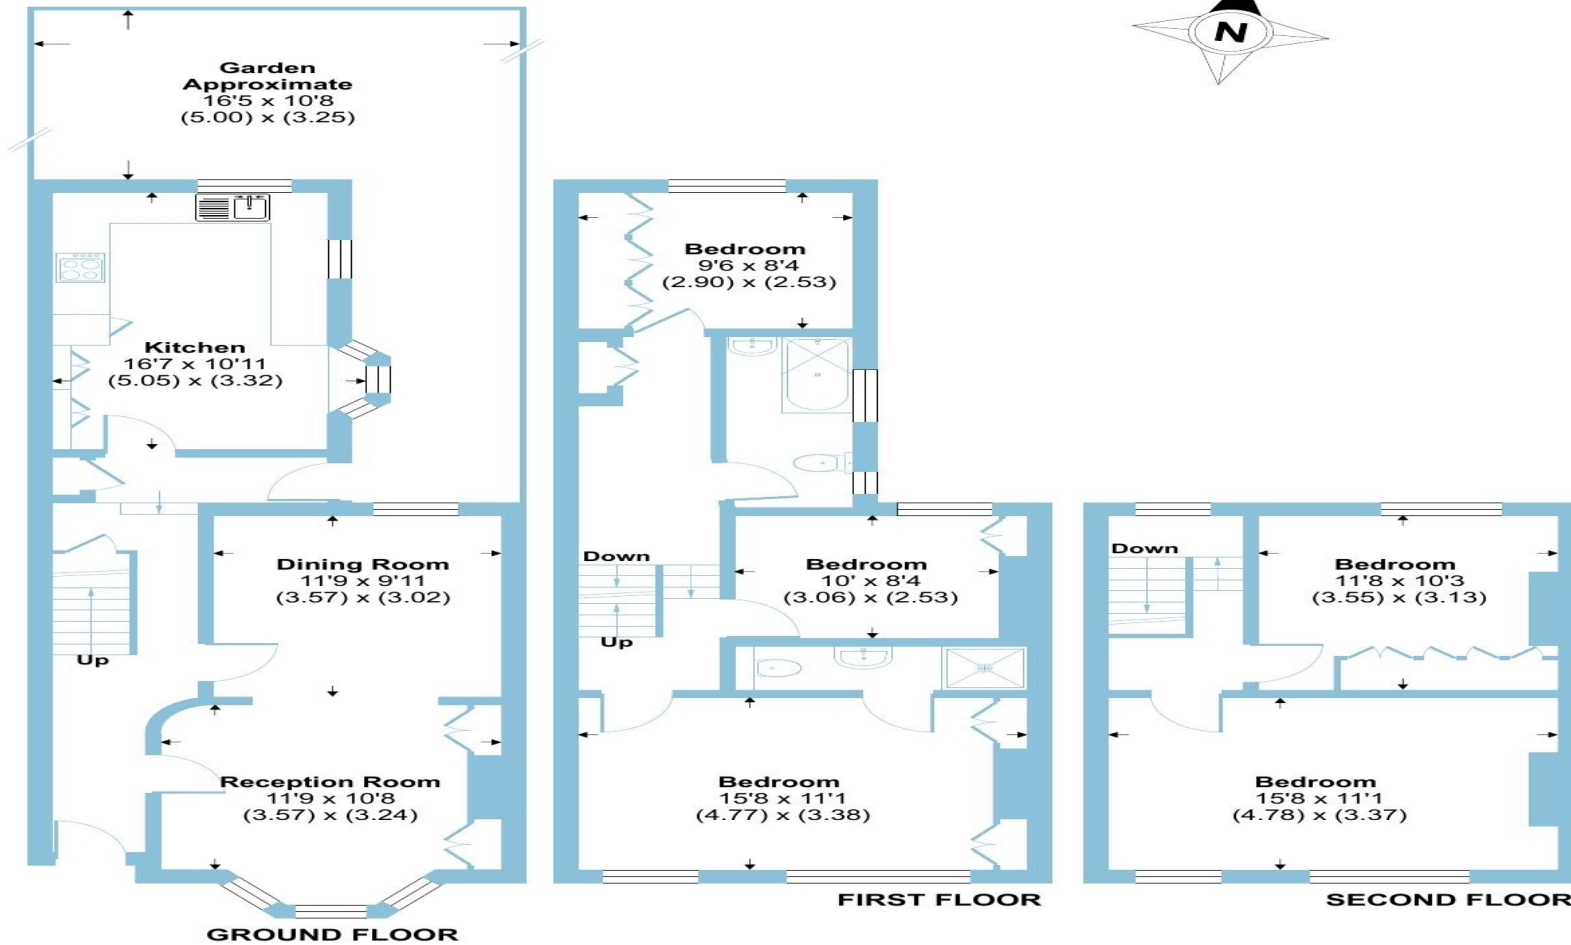 N
Garden
Approximate
16'5 x 10'8
(5.00) x (3.25)
Kitchen
16'7 x 10'11
(5.05) x (3.32)
Up
Dining Room
11'9 x 9'11
(3.57) x (3.02)
Reception Room
11'9 x 10'8
(3.57) x (3.24)
GROUND FLOOR
Bedroom
9'6 x 8'4
(2.90) x (2.53)
Down
Up
Bedroom
10' x 8'4
(3.06) x (2.53)
Bedroom
15'8 x 11'1
(4.77) x (3.38)
FIRST FLOOR
Down
Bedroom
11'8 x 10'3
(3.55) x (3.13)
Bedroom
15'8 x 11'1
(4.78) x (3.37)
SECOND FLOOR